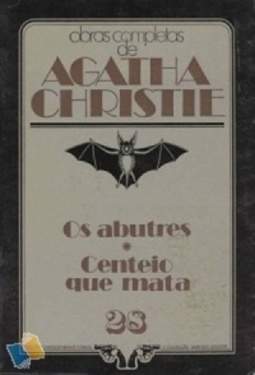 obras completas
de
AGATHA
CHRISTIE
Os abutres
*
Centeio
que mata
28